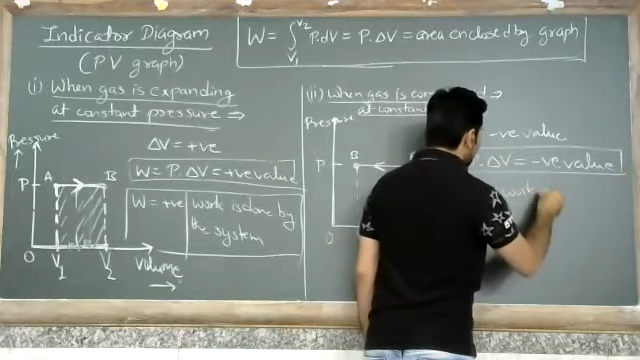 Indicator Diagram
(PV graph)
W = ∫ᵥ₁ⱽ² P.dV = P.ΔV = area enclosed by graph
(i) When gas is expanding
at constant pressure ⇒
Pressure
ΔV = +ve
W = P.ΔV = +ve value
W = +ve
work is done by
the system
P
A
B
O
V1
V2
Volume
(ii) When gas is
at constant
Pressure
-ve value
P.ΔV = -ve value
P
B
work
O